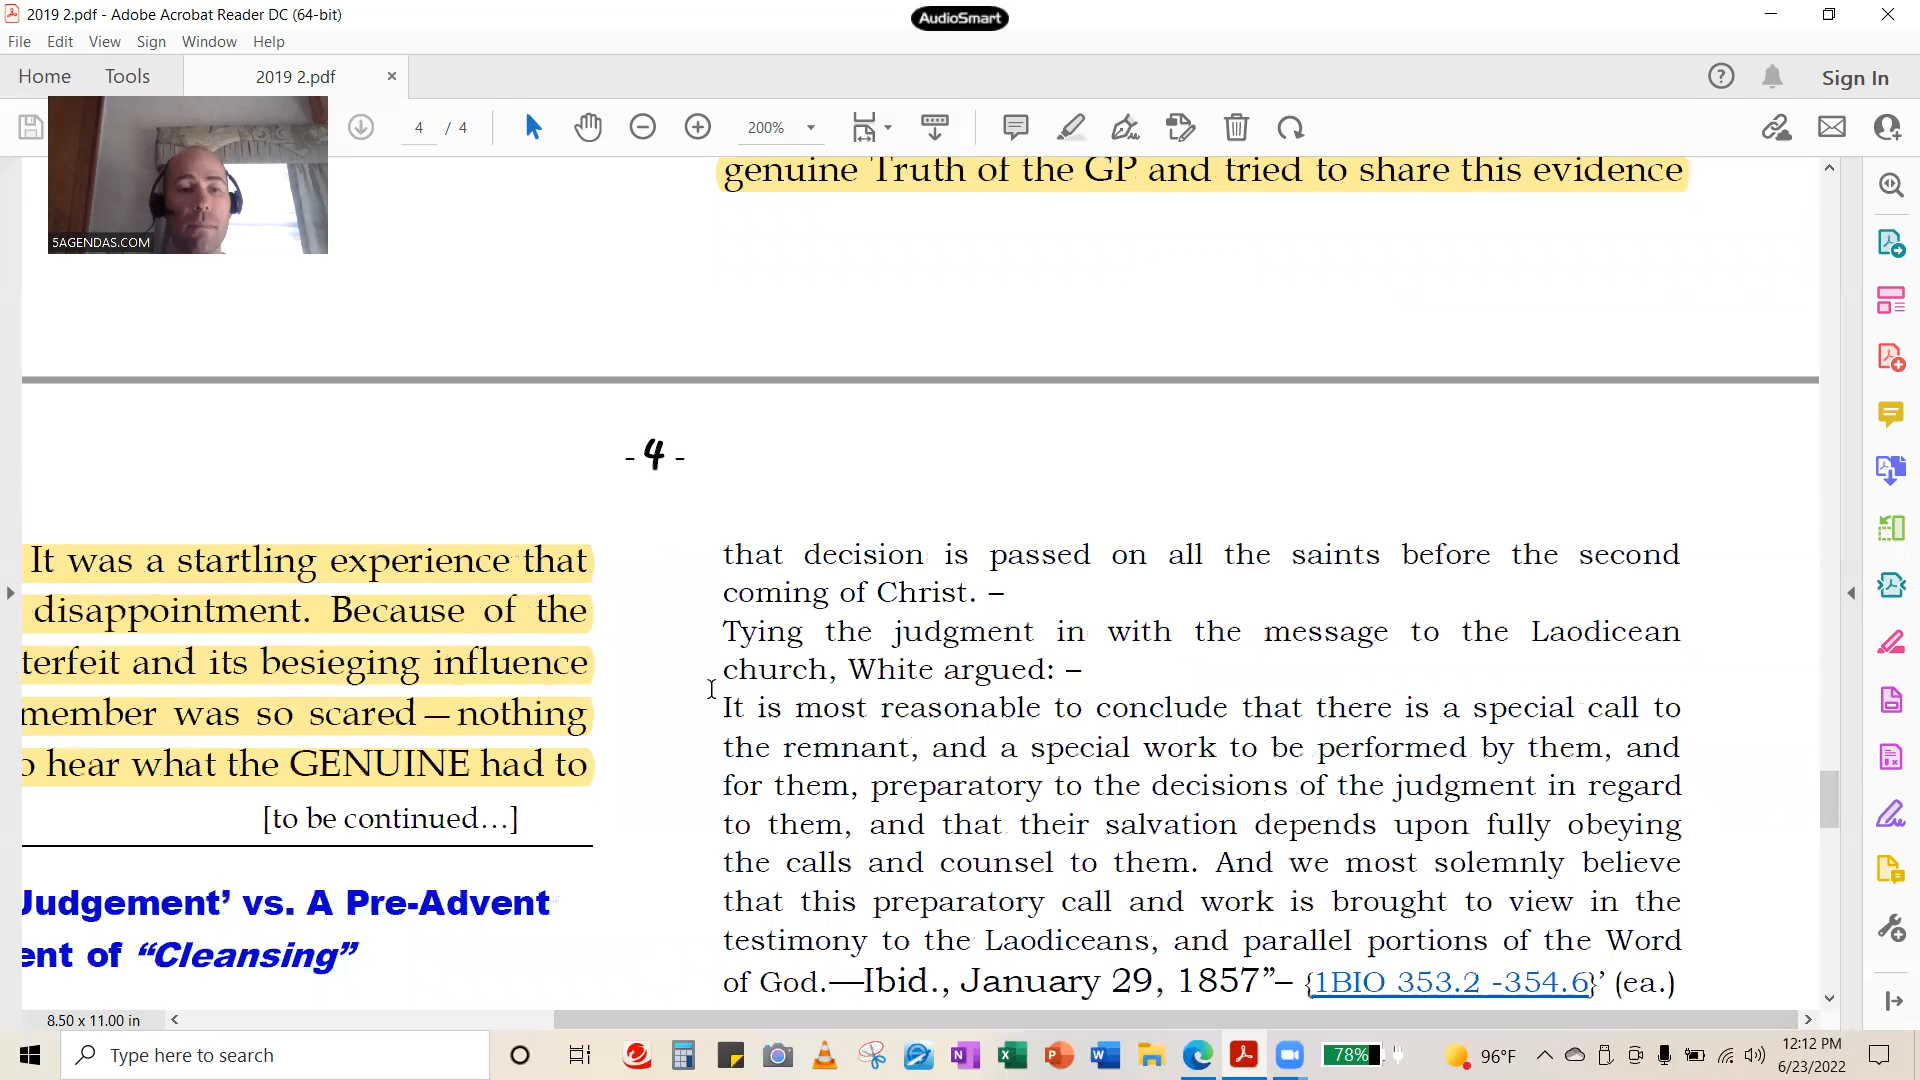 2019 2.pdf - Adobe Acrobat Reader DC (64-bit)
AudioSmart
File Edit View Sign Window Help
Home Tools 2019 2.pdf × Sign In
4 / 4 200%
5AGENDAS.COM
genuine Truth of the GP and tried to share this evidence
- 4 -
It was a startling experience that
disappointment. Because of the
terfeit and its besieging influence
member was so scared—nothing
o hear what the GENUINE had to
[to be continued…]
Judgement’ vs. A Pre-Advent
ent of “Cleansing”
that decision is passed on all the saints before the second
coming of Christ. –
Tying the judgment in with the message to the Laodicean
church, White argued: –
It is most reasonable to conclude that there is a special call to
the remnant, and a special work to be performed by them, and
for them, preparatory to the decisions of the judgment in regard
to them, and that their salvation depends upon fully obeying
the calls and counsel to them. And we most solemnly believe
that this preparatory call and work is brought to view in the
testimony to the Laodiceans, and parallel portions of the Word
of God.—Ibid., January 29, 1857”– {1BIO 353.2 -354.6}’ (ea.)
8.50 x 11.00 in
Type here to search
78%
96°F
12:12 PM
6/23/2022